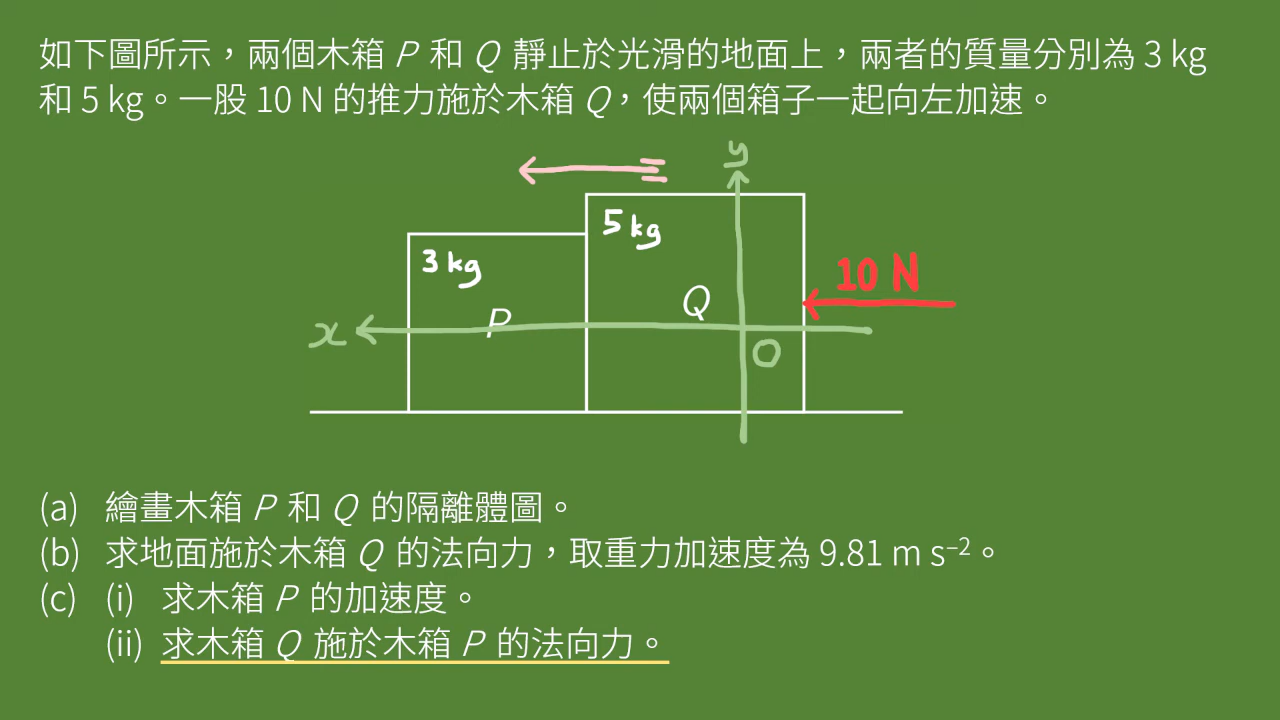 如下圖所示，兩個木箱 P 和 Q 靜止於光滑的地面上，兩者的質量分別為 3 kg
和 5 kg。一股 10 N 的推力施於木箱 Q，使兩個箱子一起向左加速。
y
5 kg
3 kg
10 N
Q
P
x
O
(a) 繪畫木箱 P 和 Q 的隔離體圖。
(b) 求地面施於木箱 Q 的法向力，取重力加速度為 9.81 m s⁻²。
(c) (i) 求木箱 P 的加速度。
(ii) 求木箱 Q 施於木箱 P 的法向力。